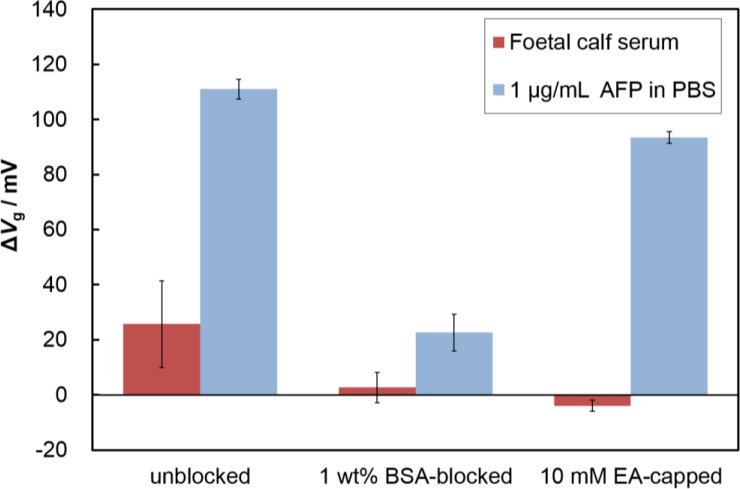 140
120
100
80
60
40
20
0
-20
ΔVg / mV
Foetal calf serum
1 µg/mL AFP in PBS
unblocked
1 wt% BSA-blocked
10 mM EA-capped